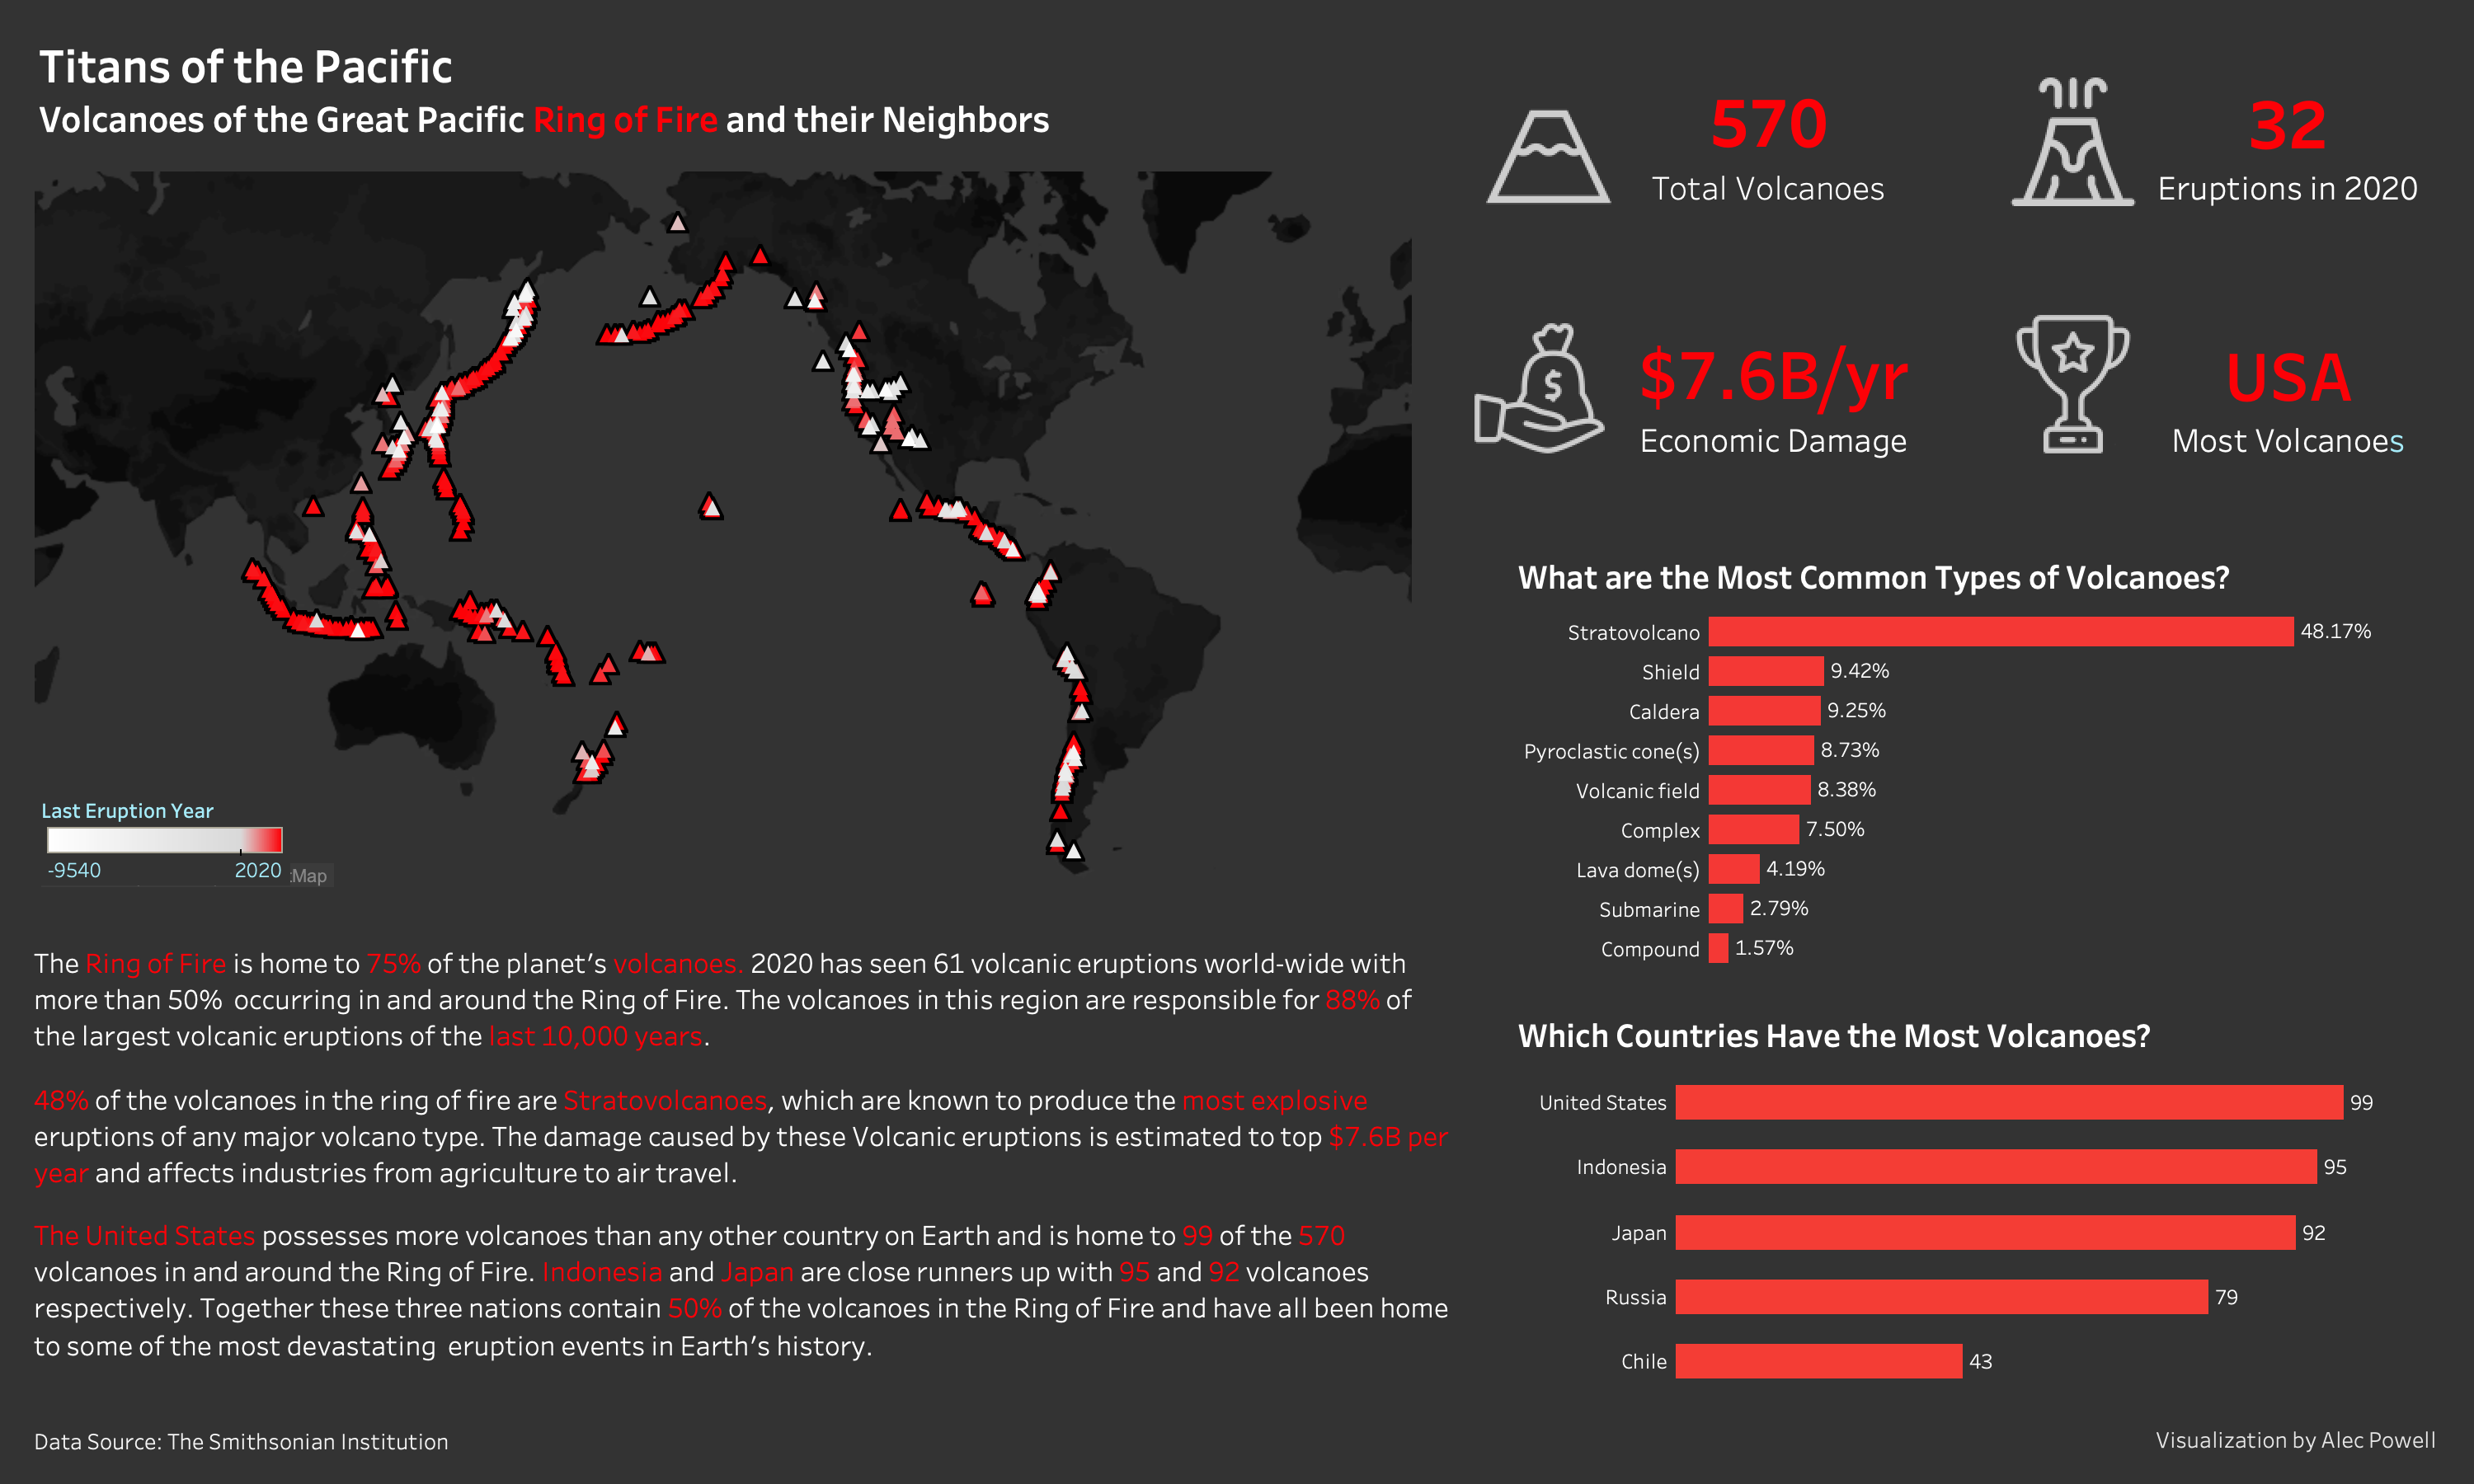 Titans of the Pacific
Volcanoes of the Great Pacific Ring of Fire and their Neighbors
570
Total Volcanoes
32
Eruptions in 2020
$
$7.6B/yr
Economic Damage
USA
Most Volcanoes
Last Eruption Year
-9540
2020
:Map
What are the Most Common Types of Volcanoes?
Stratovolcano 48.17%
Shield 9.42%
Caldera 9.25%
Pyroclastic cone(s) 8.73%
Volcanic field 8.38%
Complex 7.50%
Lava dome(s) 4.19%
Submarine 2.79%
Compound 1.57%
The Ring of Fire is home to 75% of the planet’s volcanoes. 2020 has seen 61 volcanic eruptions world-wide with
more than 50%  occurring in and around the Ring of Fire. The volcanoes in this region are responsible for 88% of
the largest volcanic eruptions of the last 10,000 years.
48% of the volcanoes in the ring of fire are Stratovolcanoes, which are known to produce the most explosive
eruptions of any major volcano type. The damage caused by these Volcanic eruptions is estimated to top $7.6B per
year and affects industries from agriculture to air travel.
The United States possesses more volcanoes than any other country on Earth and is home to 99 of the 570
volcanoes in and around the Ring of Fire. Indonesia and Japan are close runners up with 95 and 92 volcanoes
respectively. Together these three nations contain 50% of the volcanoes in the Ring of Fire and have all been home
to some of the most devastating  eruption events in Earth’s history.
Which Countries Have the Most Volcanoes?
United States 99
Indonesia 95
Japan 92
Russia 79
Chile 43
Data Source: The Smithsonian Institution
Visualization by Alec Powell